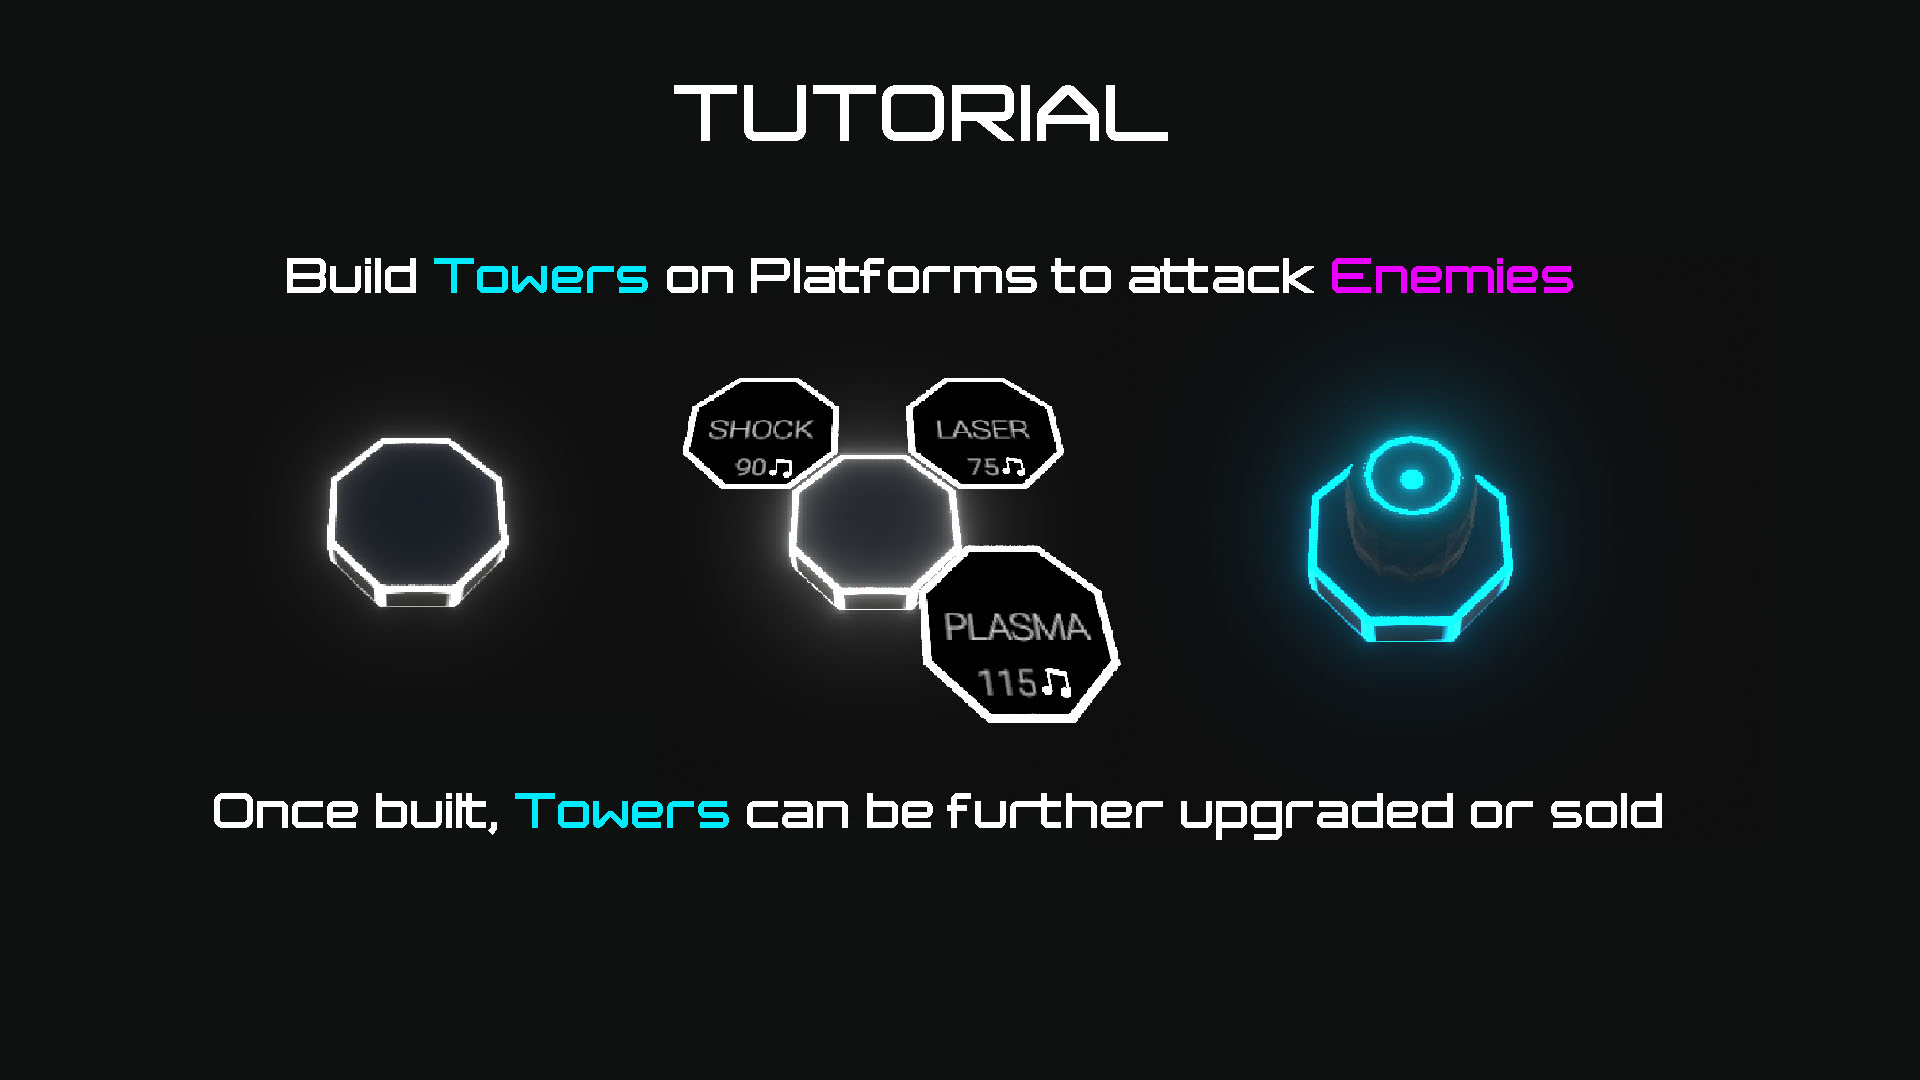 TUTORIAL
Build Towers on Platforms to attack Enemies
SHOCK
90♫
LASER
75♫
PLASMA
115♫
Once built, Towers can be further upgraded or sold